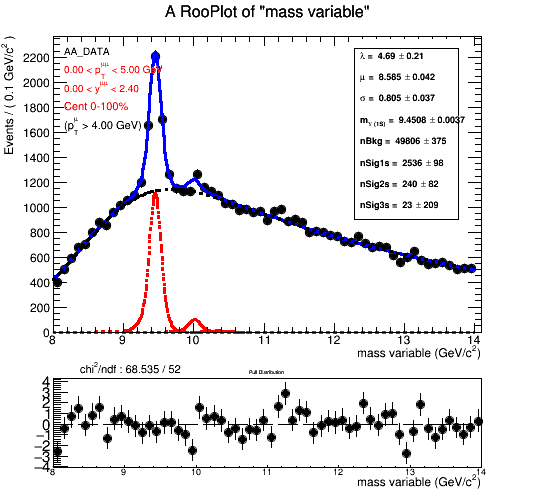 A RooPlot of "mass variable"
Events / ( 0.1 GeV/c² )
2200
2000
1800
1600
1400
1200
1000
800
600
400
200
0
AA_DATA
0.00 < p_T^μμ < 5.00 GeV
0.00 < y^μμ < 2.40
Cent 0-100%
(p_T^μ > 4.00 GeV)
λ = 4.69 ± 0.21
μ = 8.585 ± 0.042
σ = 0.805 ± 0.037
m_ϒ (1S) = 9.4508 ± 0.0037
nBkg = 49806 ± 375
nSig1s = 2536 ± 98
nSig2s = 240 ± 82
nSig3s = 23 ± 209
8 9 10 11 12 13 14
mass variable (GeV/c²)
chi²/ndf : 68.535 / 52
Pull Distribution
4
3
2
1
0
−1
−2
−3
−4
8 9 10 11 12 13 14
mass variable (GeV/c²)